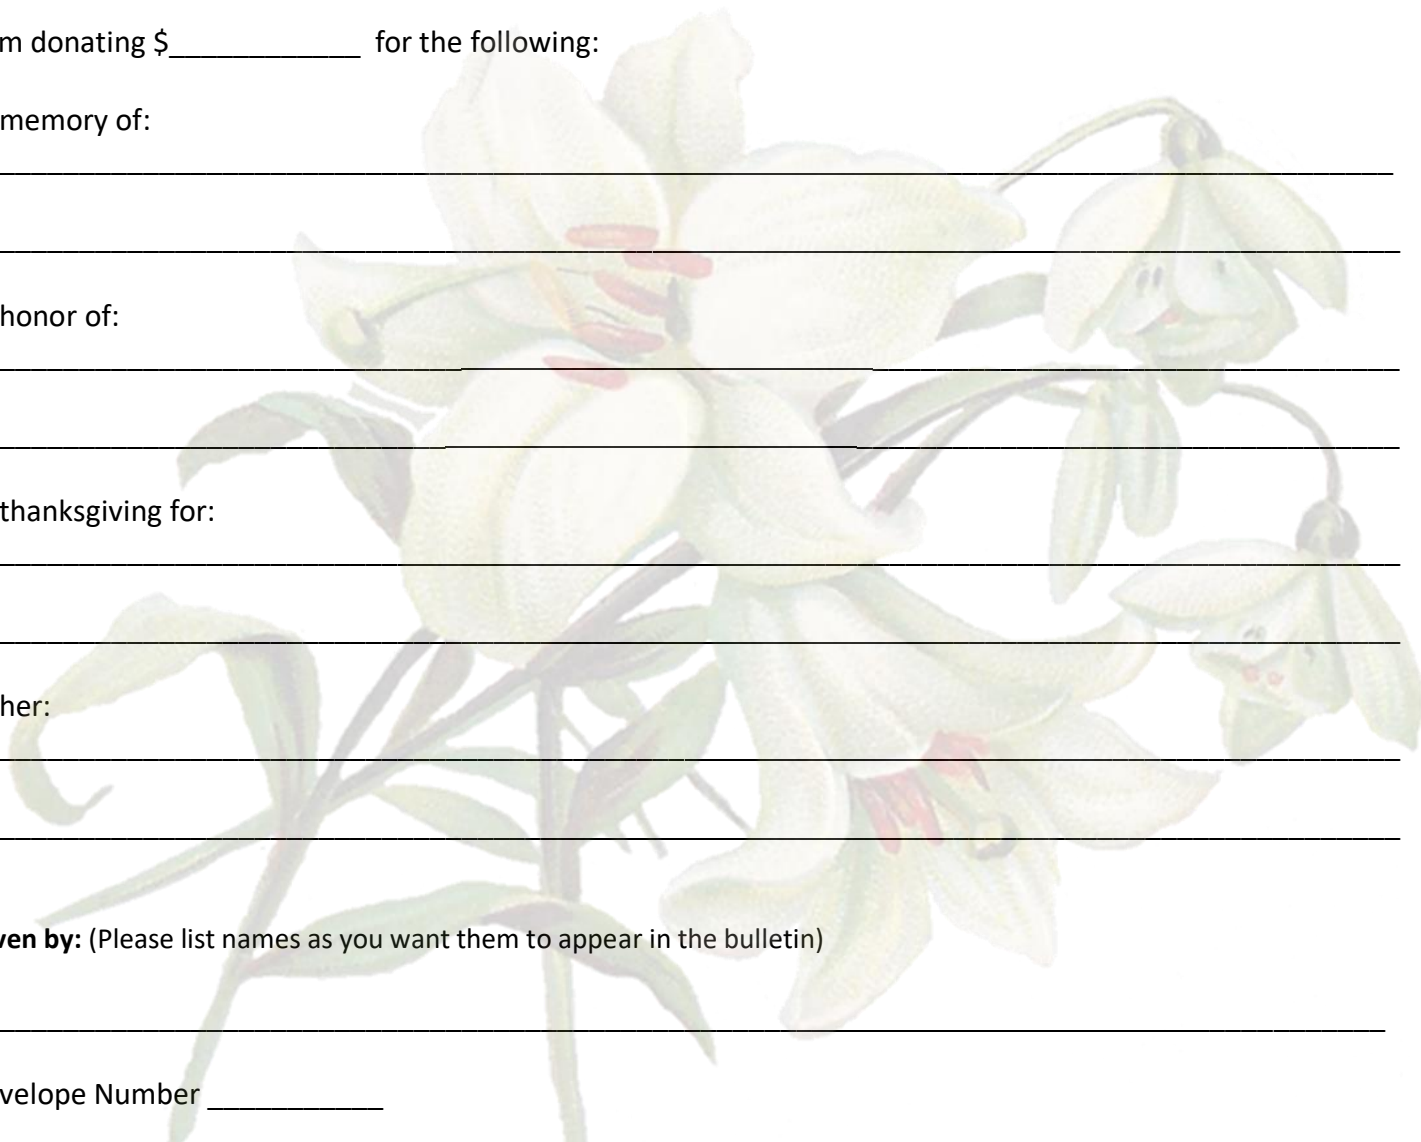 m donating $____________ for the following:
memory of:
honor of:
thanksgiving for:
her:
ven by: (Please list names as you want them to appear in the bulletin)
velope Number ___________